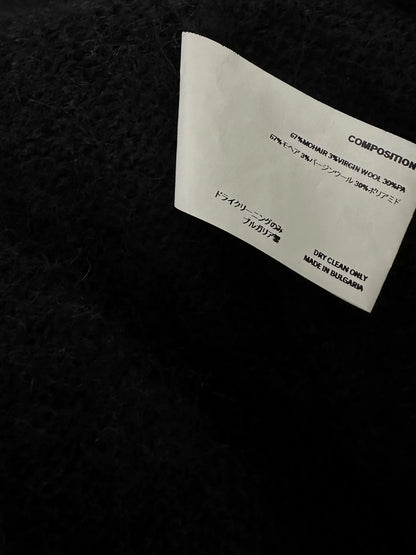 COMPOSITION
67%MOHAIR 3%VIRGIN WOOL 30%PA
67%モヘア 3%バージンウール 30%ポリアミド
ドライクリーニングのみ
ブルガリア製
DRY CLEAN ONLY
MADE IN BULGARIA